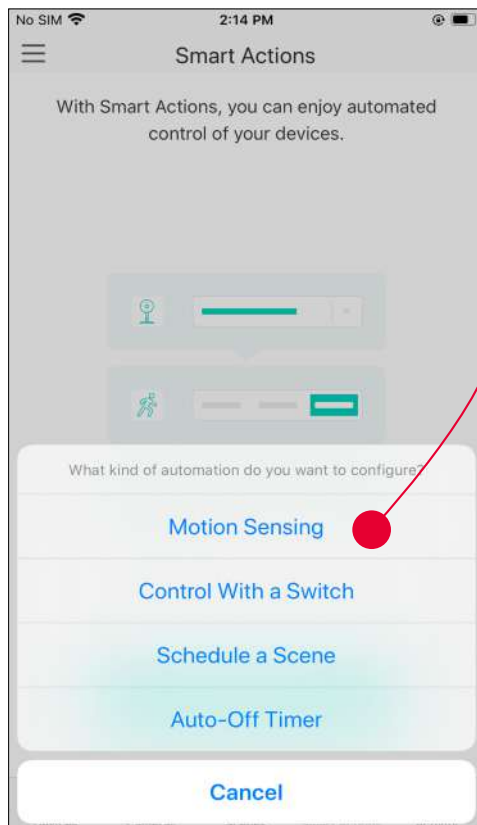 No SIM 2:14 PM
Smart Actions
With Smart Actions, you can enjoy automated
control of your devices.
What kind of automation do you want to configure?
Motion Sensing
Control With a Switch
Schedule a Scene
Auto-Off Timer
Cancel